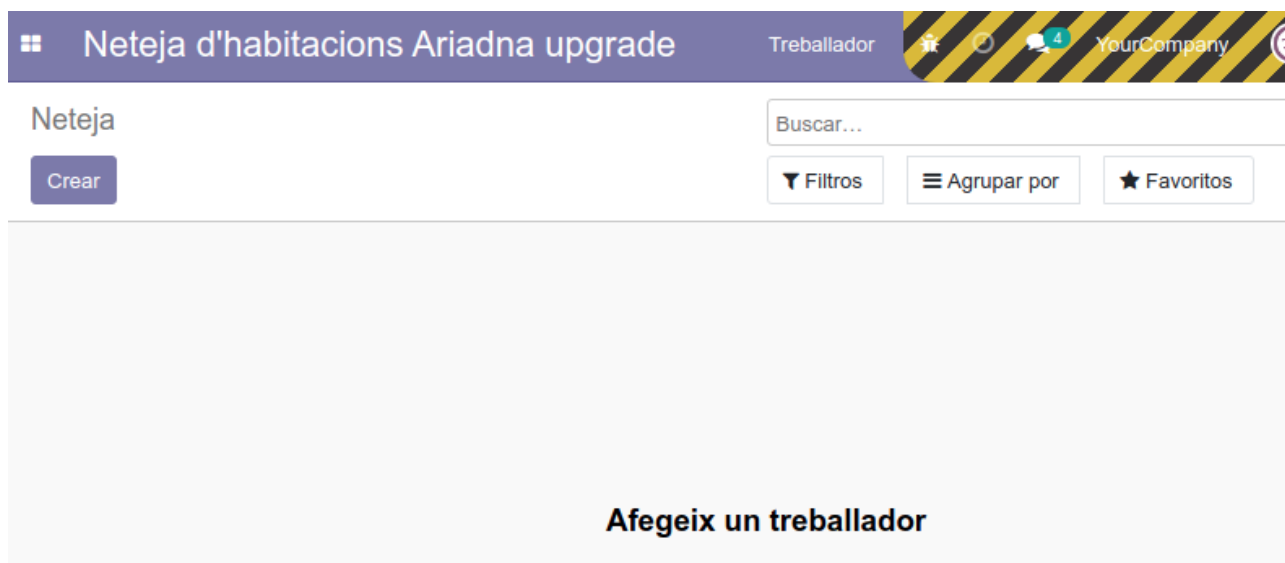 Neteja d'habitacions Ariadna upgrade Treballador 4 YourCompany
Neteja
Buscar...
Crear
Filtros Agrupar por Favoritos
Afegeix un treballador